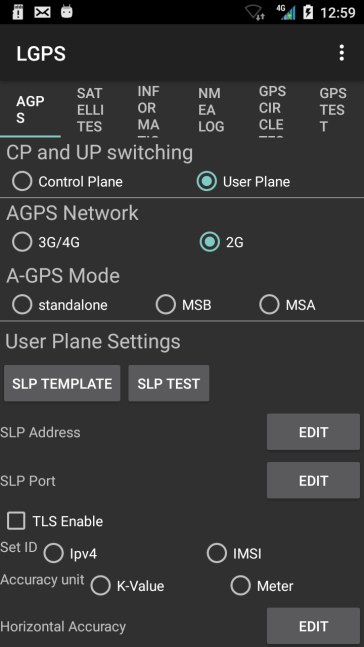 4G 12:59
LGPS
AGP
S
SAT
ELLI
TES
INF
OR
MA
NM
EA
LOG
GPS
CIR
CLE
GPS
TES
T
CP and UP switching
Control Plane User Plane
AGPS Network
3G/4G 2G
A-GPS Mode
standalone MSB MSA
User Plane Settings
SLP TEMPLATE SLP TEST
SLP Address EDIT
SLP Port EDIT
TLS Enable
Set ID Ipv4 IMSI
Accuracy unit K-Value Meter
Horizontal Accuracy EDIT